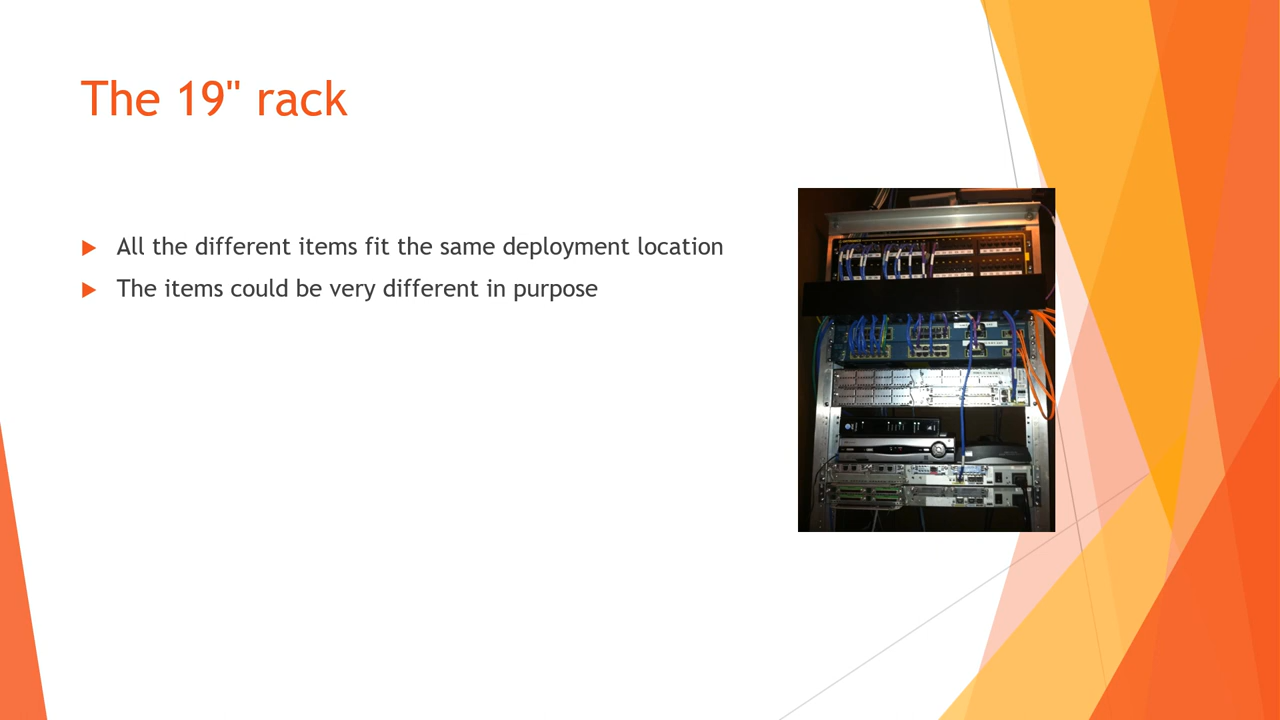 The 19" rack
All the different items fit the same deployment location
The items could be very different in purpose